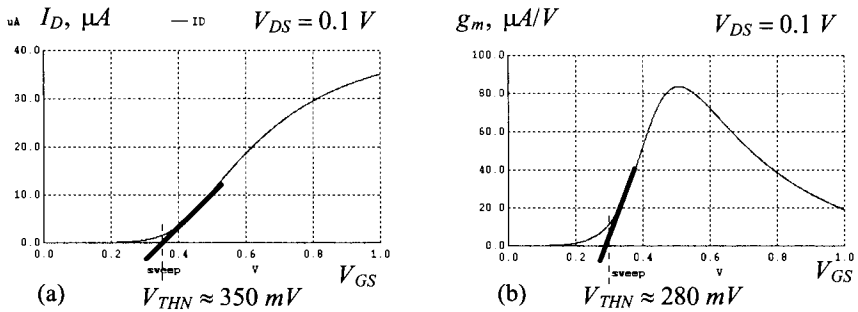 uA I_D, μA — ID V_DS = 0.1 V
40.0
30.0
20.0
10.0
0.0
0.0 0.2 0.4 0.6 0.8 1.0
sweep V V_GS
(a) V_THN ≈ 350 mV
g_m, μA/V V_DS = 0.1 V
100.0
80.0
60.0
40.0
20.0
0.0
0.0 0.2 0.4 0.6 0.8 1.0
sweep V V_GS
(b) V_THN ≈ 280 mV